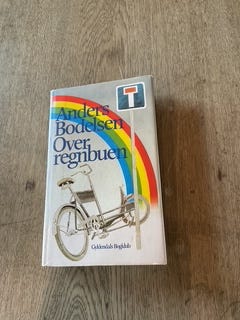 Anders
Bodelsen
Over
regnbuen
Gyldendals Bogklub